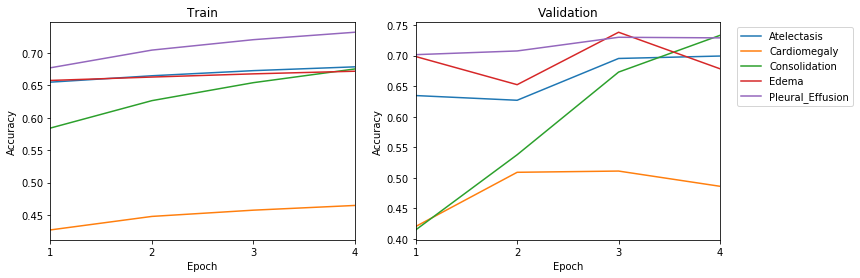 Train
Accuracy
0.70
0.65
0.60
0.55
0.50
0.45
1 2 3 4
Epoch
Validation
Accuracy
0.75
0.70
0.65
0.60
0.55
0.50
0.45
0.40
1 2 3 4
Epoch
Atelectasis
Cardiomegaly
Consolidation
Edema
Pleural_Effusion